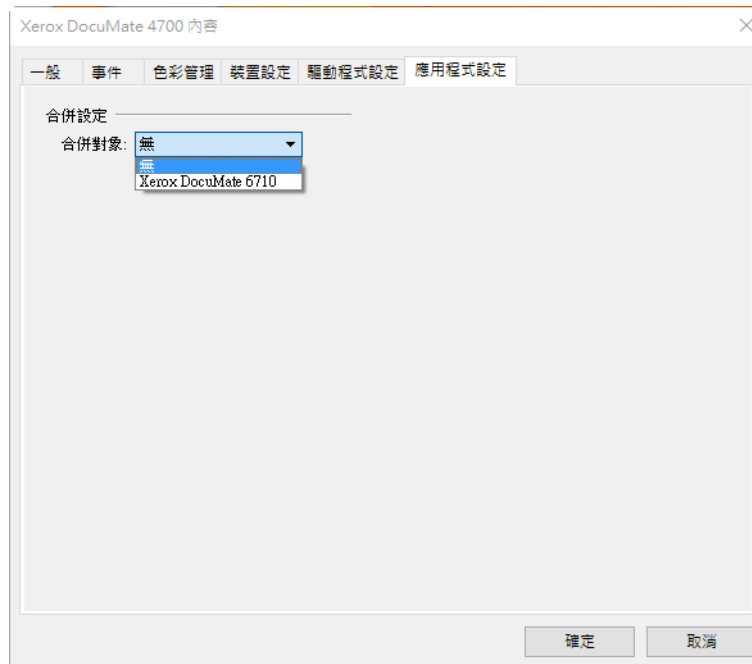 Xerox DocuMate 4700 內容
一般 事件 色彩管理 裝置設定 驅動程式設定 應用程式設定
合併設定
合併對象: 無
無
Xerox DocuMate 6710
確定 取消